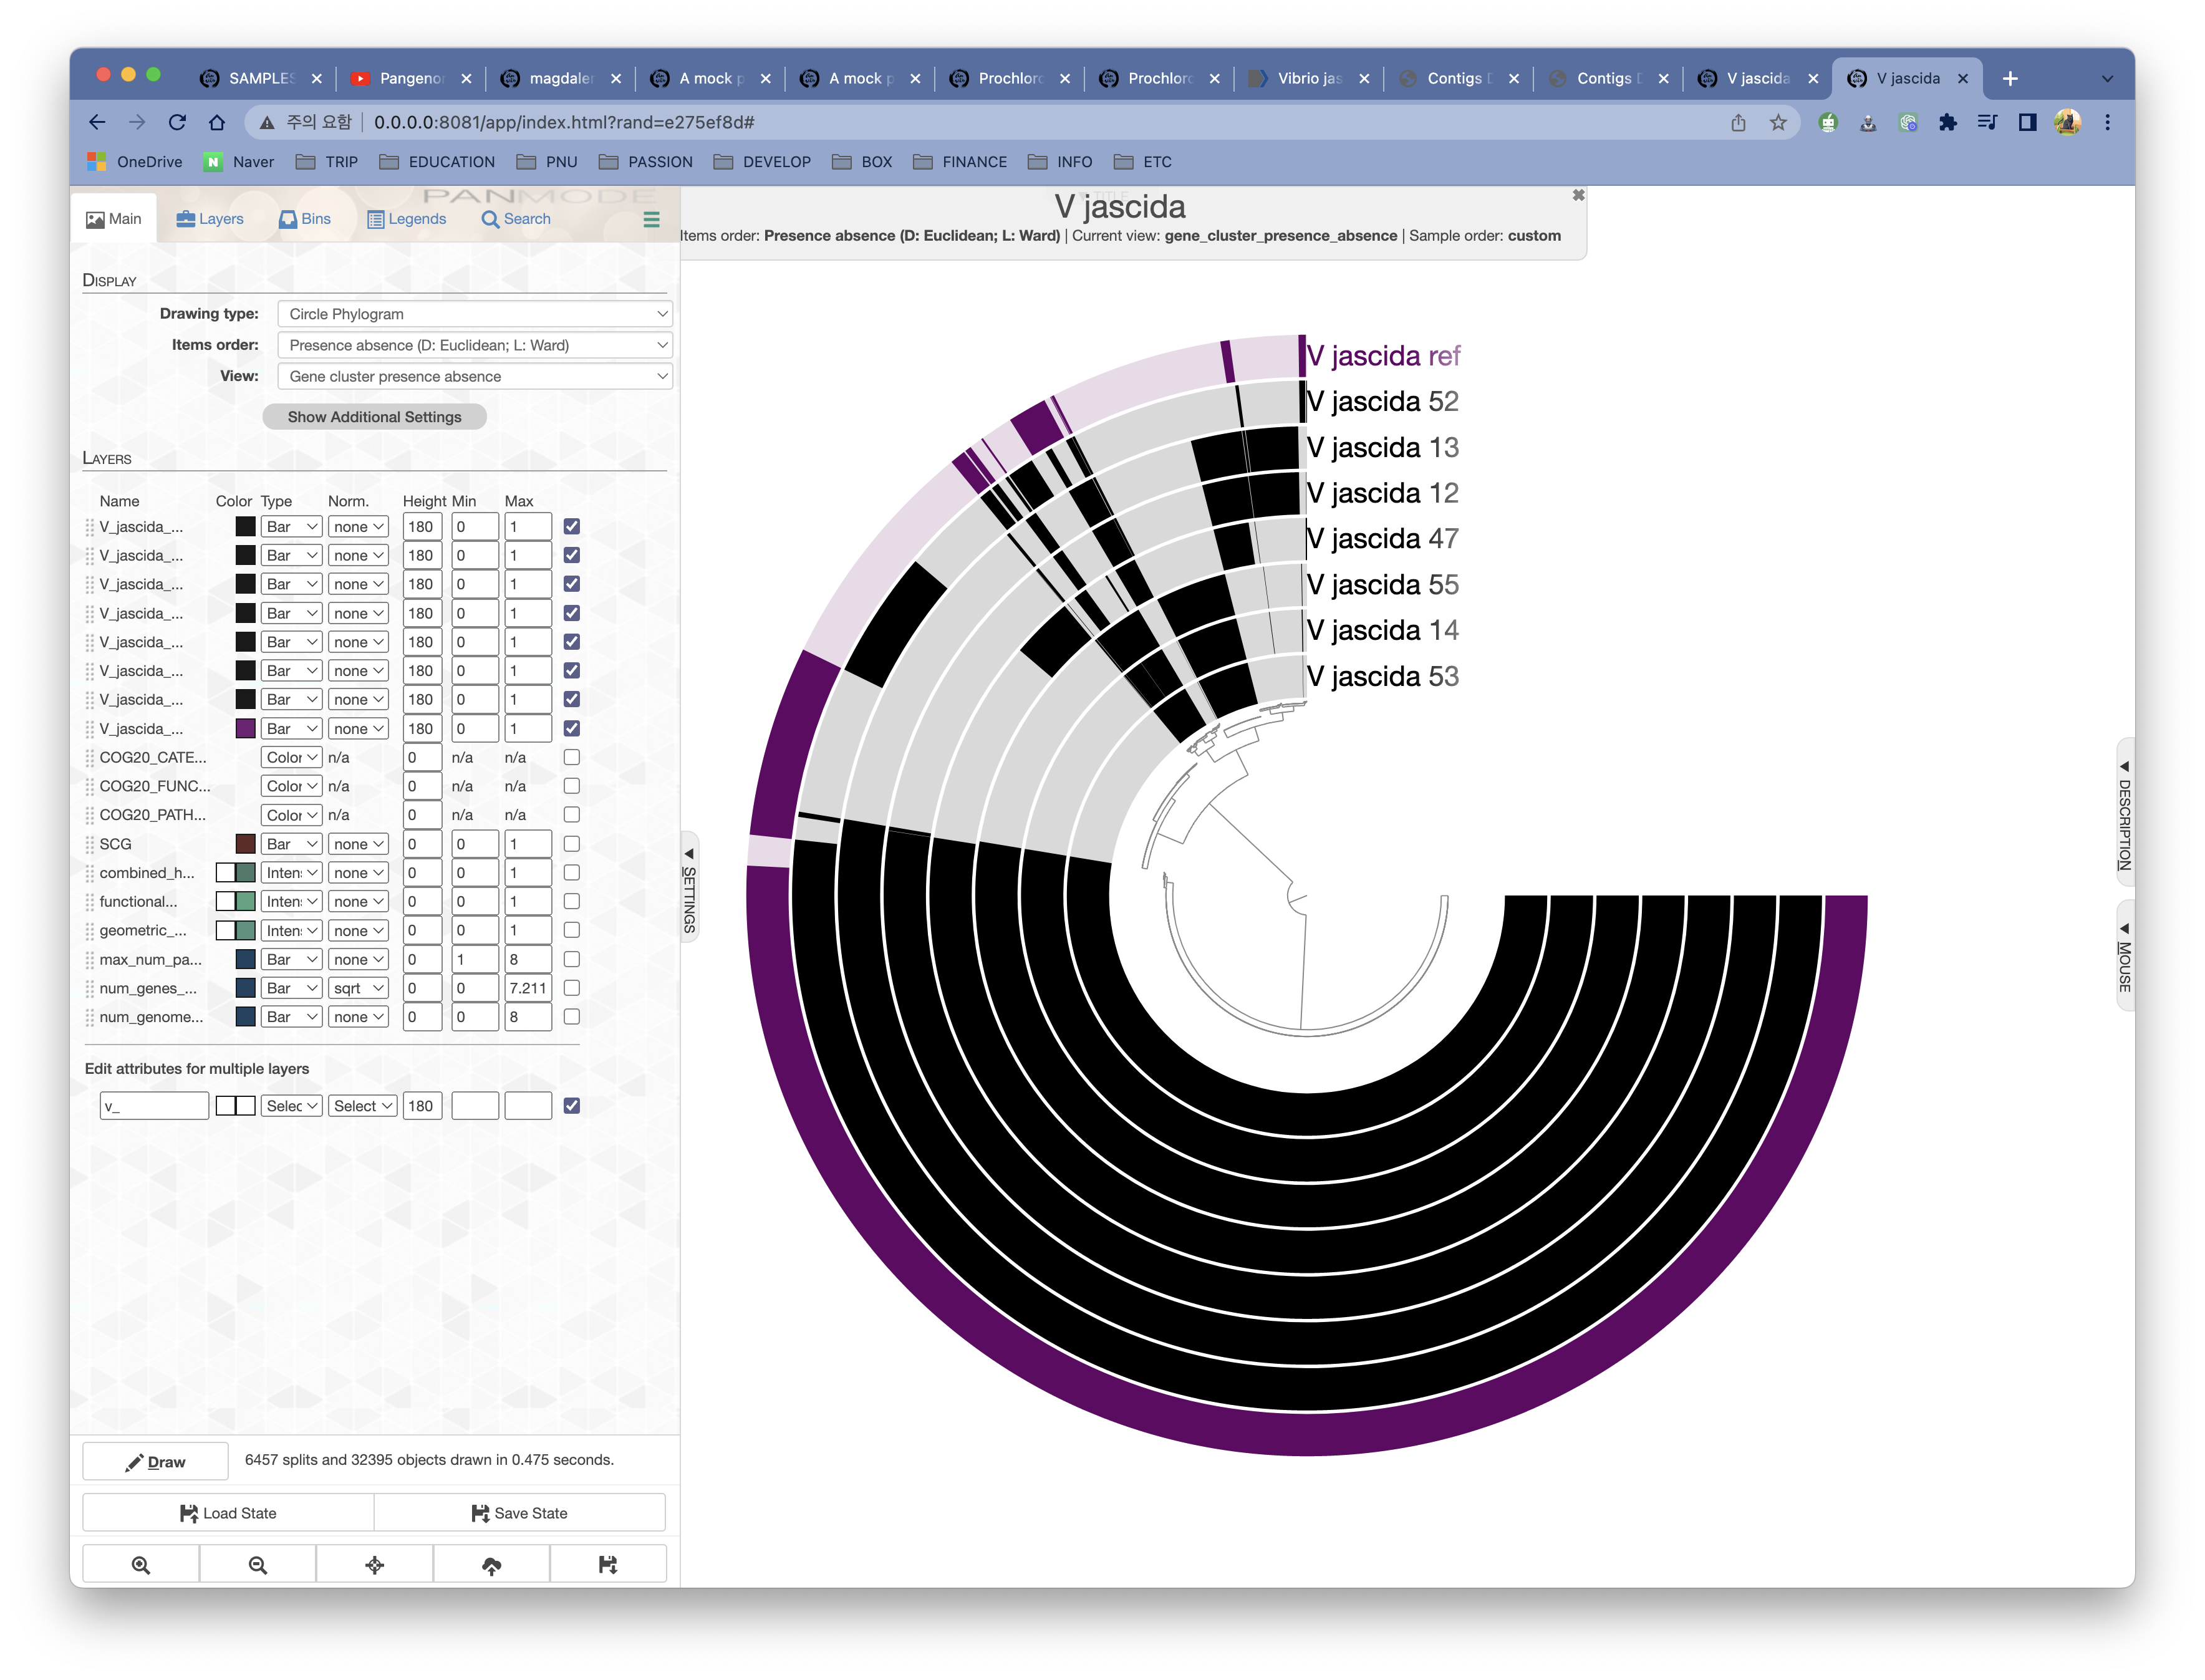 SAMPLES
Pangeno
magdaler
A mock p
A mock p
Prochloro
Prochloro
Vibrio jas
Contigs D
Contigs D
V jascida
V jascida
주의 요함 0.0.0.0:8081/app/index.html?rand=e275ef8d#
OneDrive Naver TRIP EDUCATION PNU PASSION DEVELOP BOX FINANCE INFO ETC
PANMODE
Main Layers Bins Legends Search
DISPLAY
Drawing type: Circle Phylogram
Items order: Presence absence (D: Euclidean; L: Ward)
View: Gene cluster presence absence
Show Additional Settings
LAYERS
Name Color Type Norm. Height Min Max
V_jascida_... Bar none 180 0 1
V_jascida_... Bar none 180 0 1
V_jascida_... Bar none 180 0 1
V_jascida_... Bar none 180 0 1
V_jascida_... Bar none 180 0 1
V_jascida_... Bar none 180 0 1
V_jascida_... Bar none 180 0 1
V_jascida_... Bar none 180 0 1
COG20_CATE... Color n/a 0 n/a n/a
COG20_FUNC... Color n/a 0 n/a n/a
COG20_PATH... Color n/a 0 n/a n/a
SCG Bar none 0 0 1
combined_h... Inten: none 0 0 1
functional... Inten: none 0 0 1
geometric_... Inten: none 0 0 1
max_num_pa... Bar none 0 1 8
num_genes_... Bar sqrt 0 0 7.211
num_genome... Bar none 0 0 8
Edit attributes for multiple layers
v_ Selec Select 180
Draw 6457 splits and 32395 objects drawn in 0.475 seconds.
Load State Save State
SETTINGS
TITLE
V jascida
Items order: Presence absence (D: Euclidean; L: Ward) | Current view: gene_cluster_presence_absence | Sample order: custom
V jascida ref
V jascida 52
V jascida 13
V jascida 12
V jascida 47
V jascida 55
V jascida 14
V jascida 53
DESCRIPTION
MOUSE